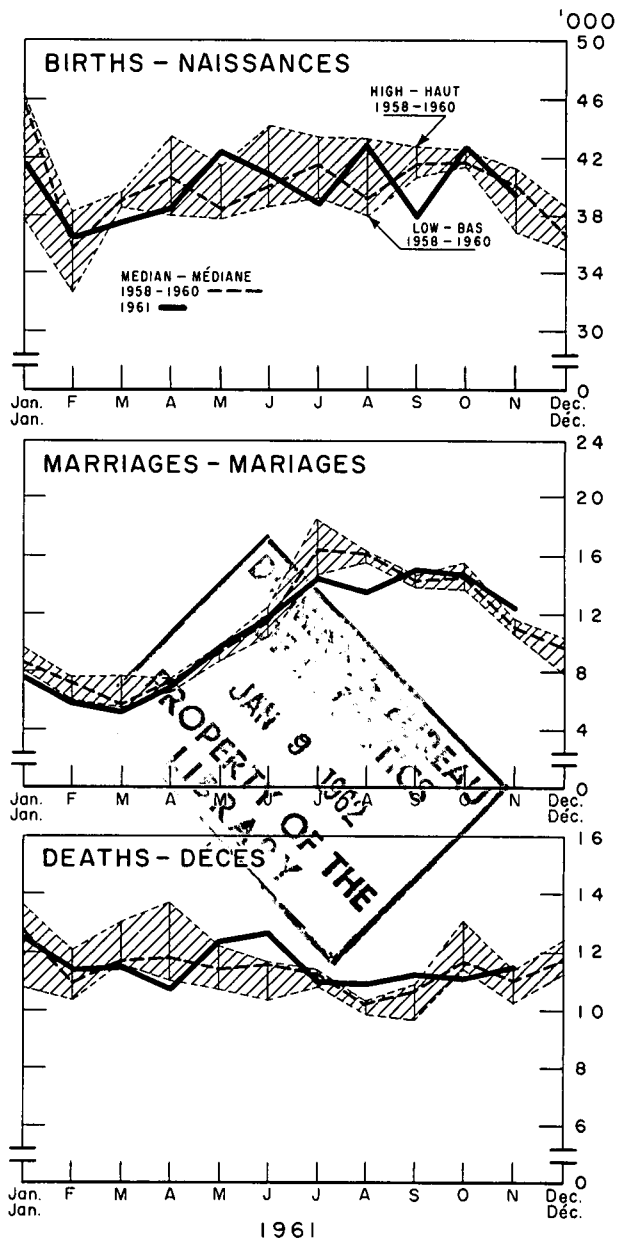 '000
BIRTHS – NAISSANCES
50
HIGH – HAUT
1958 – 1960
46
42
38
LOW – BAS
1958 – 1960
MEDIAN – MÉDIANE
1958 – 1960
1961
34
30
0
Jan. F M A M J J A S O N Dec.
Jan. Déc.
MARRIAGES – MARIAGES
24
20
16
12
8
4
0
JAN 9 1962
PROPERTY OF THE
LIBRARY
Jan. F M A M J J A S O N Dec.
Jan. Déc.
DEATHS – DÉCÈS
16
14
12
10
8
6
0
Jan. F M A M J J A S O N Dec.
Jan. Déc.
1961